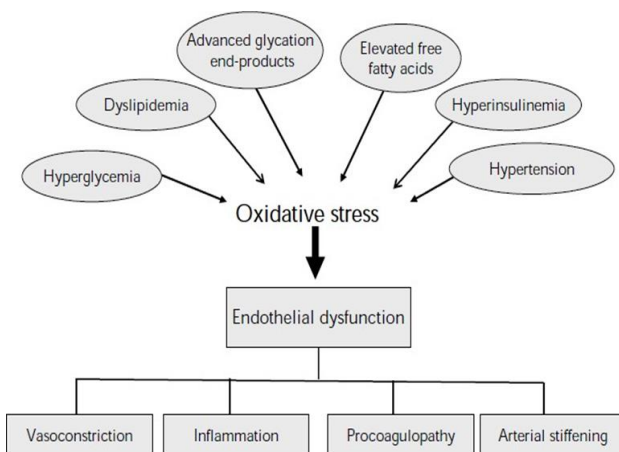 Advanced glycation
end-products
Elevated free
fatty acids
Dyslipidemia
Hyperinsulinemia
Hyperglycemia
Hypertension
Oxidative stress
Endothelial dysfunction
Vasoconstriction
Inflammation
Procoagulopathy
Arterial stiffening